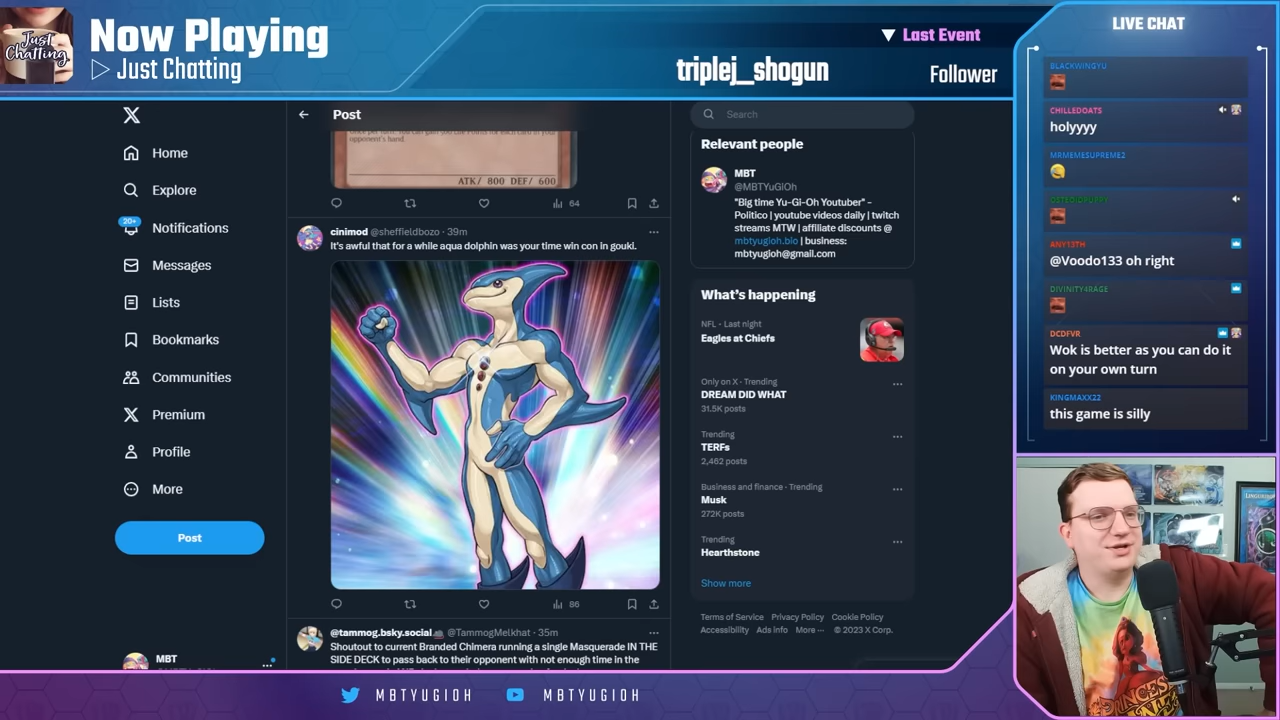 Just
Chatting
Now Playing
Just Chatting
Last Event
triplej_shogun
Follower
LIVE CHAT
BLACKWINGYU
CHILLEDOATS
holyyyy
MRMEMESUPREME2
ANY13TH
@Voodo133 oh right
DIVINITY4RAGE
DCDFVR
Wok is better as you can do it
on your own turn
KINGMAXX22
this game is silly
Home
Explore
20+
Notifications
Messages
Lists
Bookmarks
Communities
Premium
Profile
More
Post
MBT
Post
opponent's hand.
ATK/ 800 DEF/ 600
64
cinimod @sheffieldbozo · 39m
It's awful that for a while aqua dolphin was your time win con in gouki.
86
@tammog.bsky.social @TammogMelkhat · 35m
Shoutout to current Branded Chimera running a single Masquerade IN THE
SIDE DECK to pass back to their opponent with not enough time in the
Search
Relevant people
MBT
@MBTYuGiOh
"Big time Yu-Gi-Oh Youtuber" -
Politico | youtube videos daily | twitch
streams MTW | affiliate discounts @
mbtyugioh.bio | business:
mbtyugioh@gmail.com
What's happening
NFL · Last night
Eagles at Chiefs
Only on X · Trending
DREAM DID WHAT
31.5K posts
Trending
TERFs
2,462 posts
Business and finance · Trending
Musk
272K posts
Trending
Hearthstone
Show more
Terms of Service Privacy Policy Cookie Policy
Accessibility Ads info More ··· © 2023 X Corp.
MBTYUGIOH MBTYUGIOH
PRINCESS